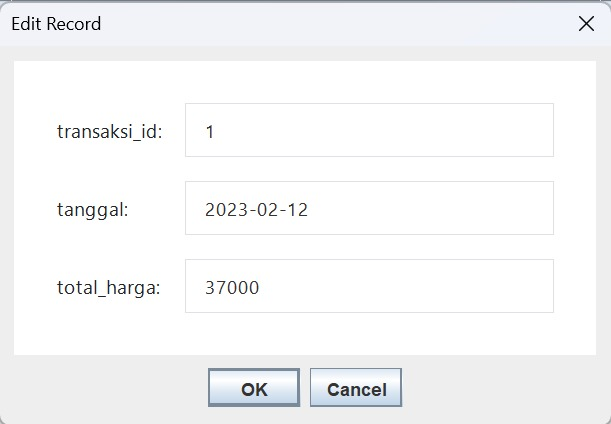 Edit Record
transaksi_id: 1
tanggal: 2023-02-12
total_harga: 37000
OK Cancel